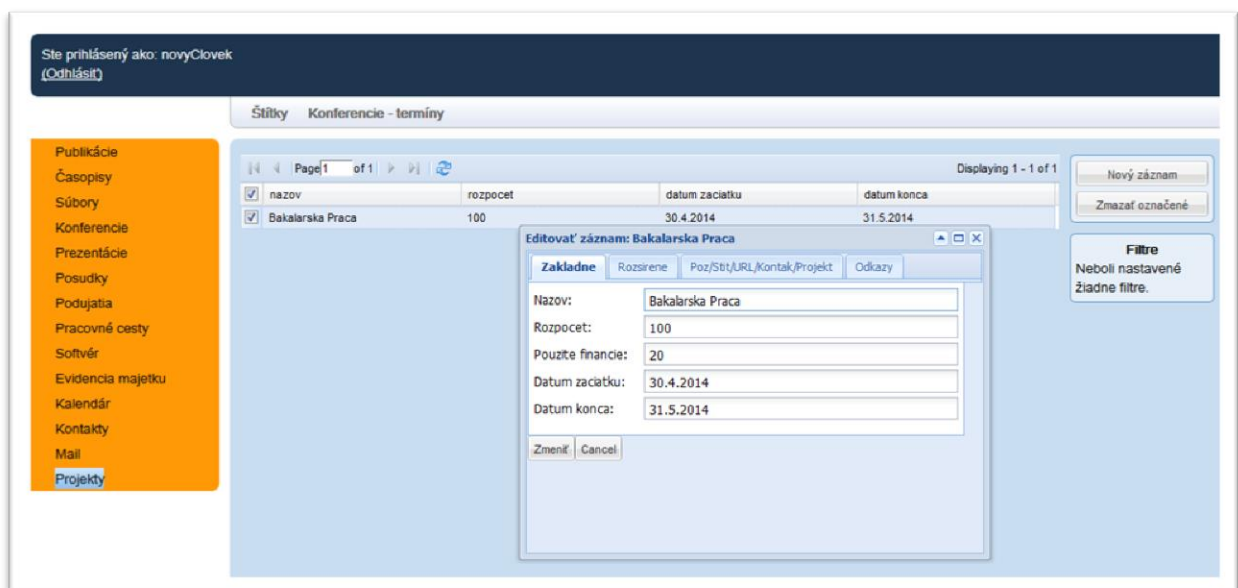 Ste prihlásený ako: novyClovek
(Odhlásiť)
Štítky Konferencie - termíny
Publikácie
Časopisy
Súbory
Konferencie
Prezentácie
Posudky
Podujatia
Pracovné cesty
Softvér
Evidencia majetku
Kalendár
Kontakty
Mail
Projekty
Page 1 of 1 Displaying 1 - 1 of 1
nazov rozpocet datum zaciatku datum konca
Bakalarska Praca 100 30.4.2014 31.5.2014
Editovať záznam: Bakalarska Praca
Zakladne Rozsirene Poz/Stit/URL/Kontak/Projekt Odkazy
Nazov: Bakalarska Praca
Rozpocet: 100
Pouzite financie: 20
Datum zaciatku: 30.4.2014
Datum konca: 31.5.2014
Zmeniť Cancel
Nový záznam
Zmazať označené
Filtre
Neboli nastavené
žiadne filtre.